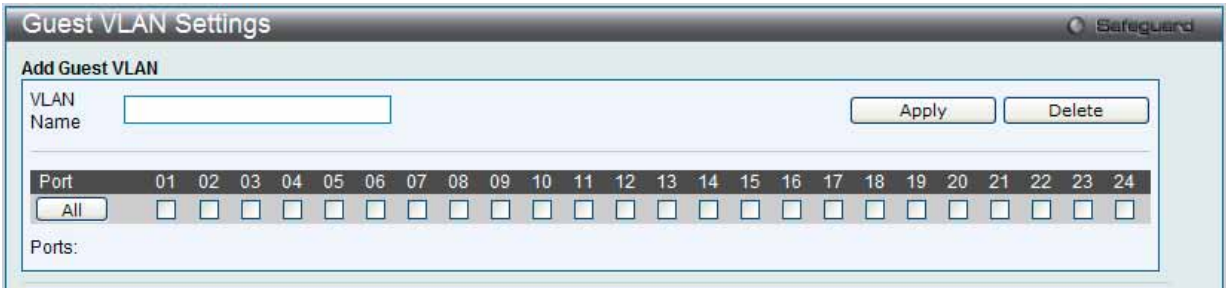 Guest VLAN Settings
Safeguard
Add Guest VLAN
VLAN
Name
Apply Delete
Port 01 02 03 04 05 06 07 08 09 10 11 12 13 14 15 16 17 18 19 20 21 22 23 24
All
Ports: